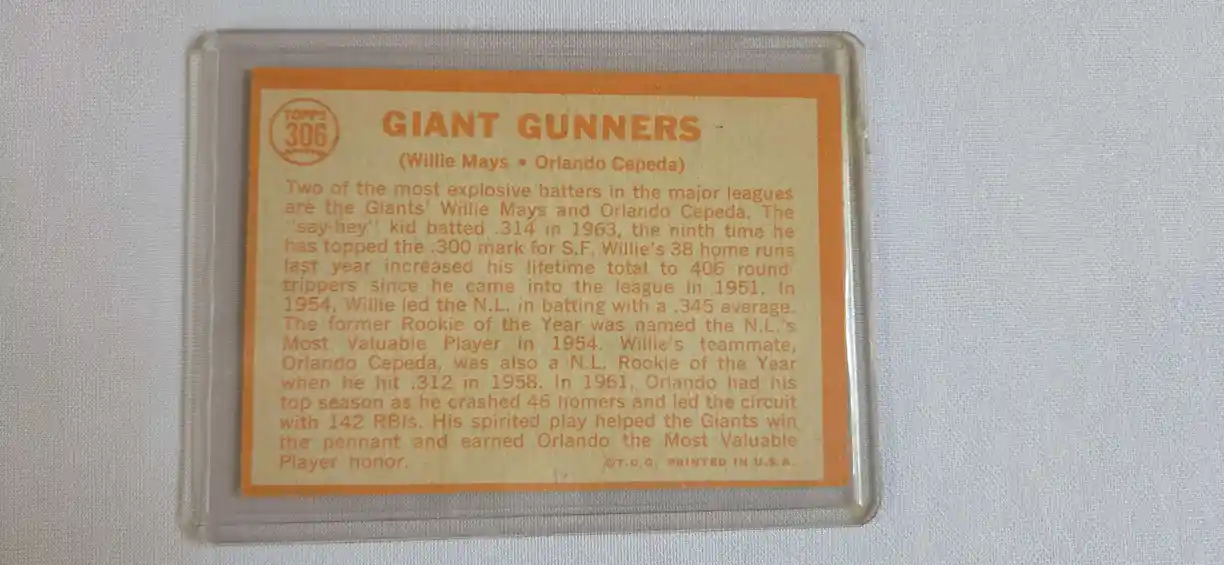 TOPPS
306
GIANT GUNNERS
(Willie Mays • Orlando Cepeda)
Two of the most explosive batters in the major leagues
are the Giants' Willie Mays and Orlando Cepeda. The
"say-hey" kid batted .314 in 1963, the ninth time he
has topped the .300 mark for S.F. Willie's 38 home runs
last year increased his lifetime total to 406 round
trippers since he came into the league in 1951. In
1954, Willie led the N.L. in batting with a .345 average.
The former Rookie of the Year was named the N.L.'s
Most Valuable Player in 1954. Willie's teammate,
Orlando Cepeda, was also a N.L. Rookie of the Year
when he hit .312 in 1958. In 1961, Orlando had his
top season as he crashed 46 homers and led the circuit
with 142 RBIs. His spirited play helped the Giants win
the pennant and earned Orlando the Most Valuable
Player honor.
©T.C.G. PRINTED IN U.S.A.